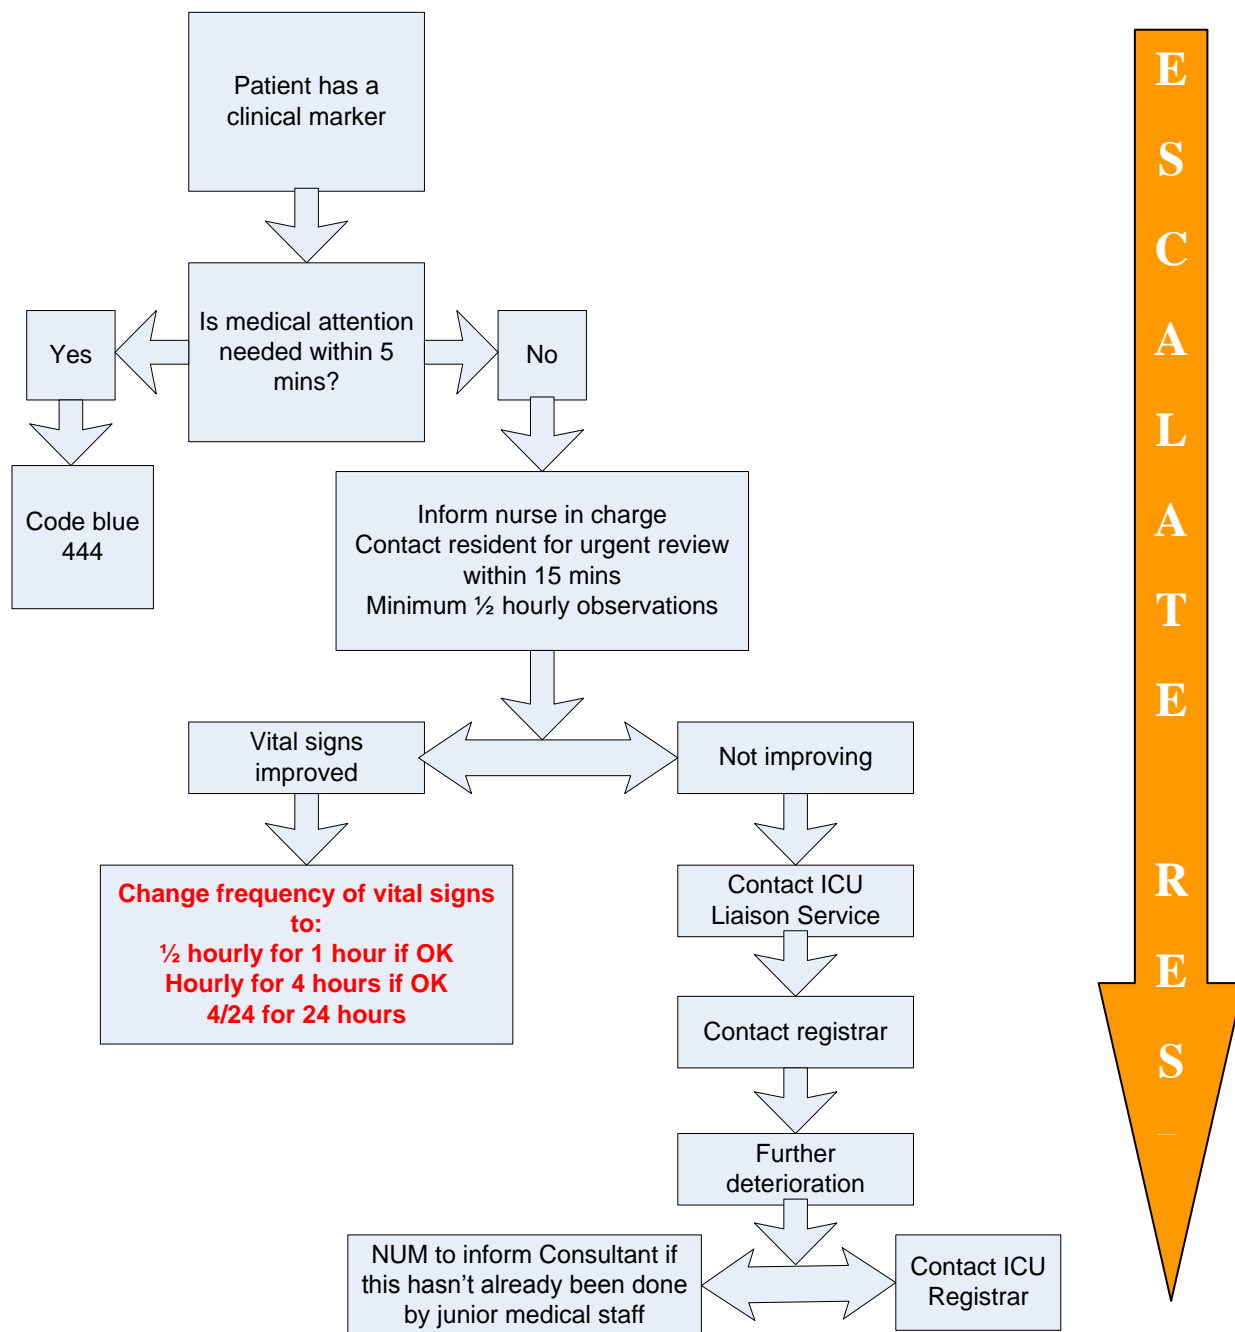 Patient has a
clinical marker
Is medical attention
needed within 5
mins?
Yes
No
Code blue
444
Inform nurse in charge
Contact resident for urgent review
within 15 mins
Minimum ½ hourly observations
Vital signs
improved
Not improving
Change frequency of vital signs
to:
½ hourly for 1 hour if OK
Hourly for 4 hours if OK
4/24 for 24 hours
Contact ICU
Liaison Service
Contact registrar
Further
deterioration
NUM to inform Consultant if
this hasn’t already been done
by junior medical staff
Contact ICU
Registrar
E
S
C
A
L
A
T
E
R
E
S